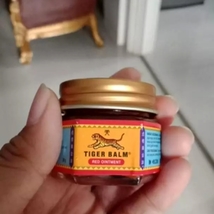 TIGER BALM
RED OINTMENT